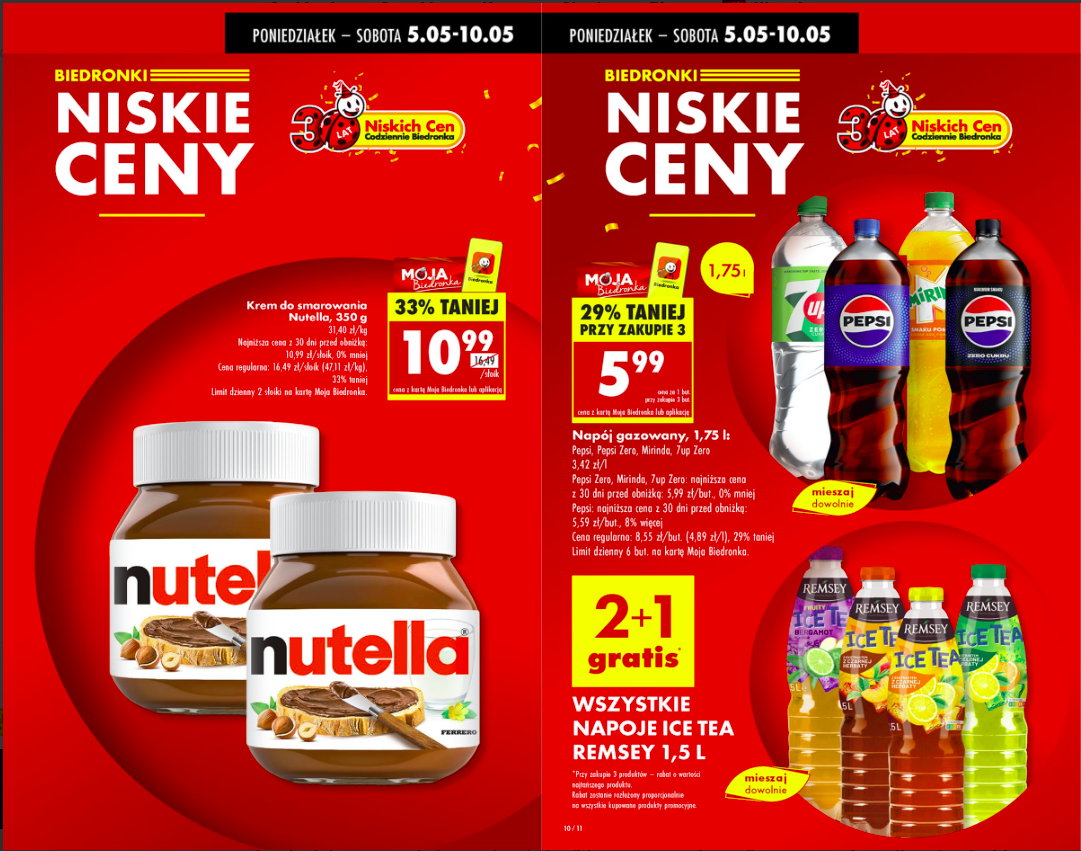 PONIEDZIAŁEK – SOBOTA 5.05-10.05
BIEDRONKI
NISKIE
CENY
30 LAT
Niskich Cen
Codziennie Biedronka
MOJA
Biedronka
33% TANIEJ
10 99
16,49
/słoik
cena z kartą Moja Biedronka lub aplikacją
Krem do smarowania
Nutella, 350 g
31,40 zł/kg
Najniższa cena z 30 dni przed obniżką:
10,99 zł/słoik, 0% mniej
Cena regularna: 16,49 zł/słoik (47,11 zł/kg),
33% taniej
Limit dzienny 2 słoiki na kartę Moja Biedronka.
nutella
nutella
FERRERO
PONIEDZIAŁEK – SOBOTA 5.05-10.05
BIEDRONKI
NISKIE
CENY
30 LAT
Niskich Cen
Codziennie Biedronka
1,75 l
MOJA
Biedronka
29% TANIEJ
PRZY ZAKUPIE 3
5 99
cena za 1 but
przy zakupie 3 but
cena z kartą Moja Biedronka lub aplikacją
7up
PEPSI
MIRINDA
PEPSI
ZERO CUKRU
Napój gazowany, 1,75 l:
Pepsi, Pepsi Zero, Mirinda, 7up Zero
3,42 zł/l
Pepsi Zero, Mirinda, 7up Zero: najniższa cena
z 30 dni przed obniżką: 5,99 zł/but., 0% mniej
Pepsi: najniższa cena z 30 dni przed obniżką:
5,59 zł/but., 8% więcej
Cena regularna: 8,55 zł/but. (4,89 zł/l), 29% taniej
Limit dzienny 6 but. na kartę Moja Biedronka.
mieszaj
dowolnie
2+1
gratis*
WSZYSTKIE
NAPOJE ICE TEA
REMSEY 1,5 L
*Przy zakupie 3 produktów – rabat o wartości
najtańszego produktu.
Rabat zostanie rozłożony proporcjonalnie
na wszystkie kupowane produkty promocyjne.
REMSEY
FRUITY
ICE TEA
BERGAMOT
REMSEY
ICE TEA
Z CZARNEJ
HERBATY
REMSEY
ICE TEA
Z CZARNEJ
HERBATY
REMSEY
ICE TEA
mieszaj
dowolnie
10 / 11